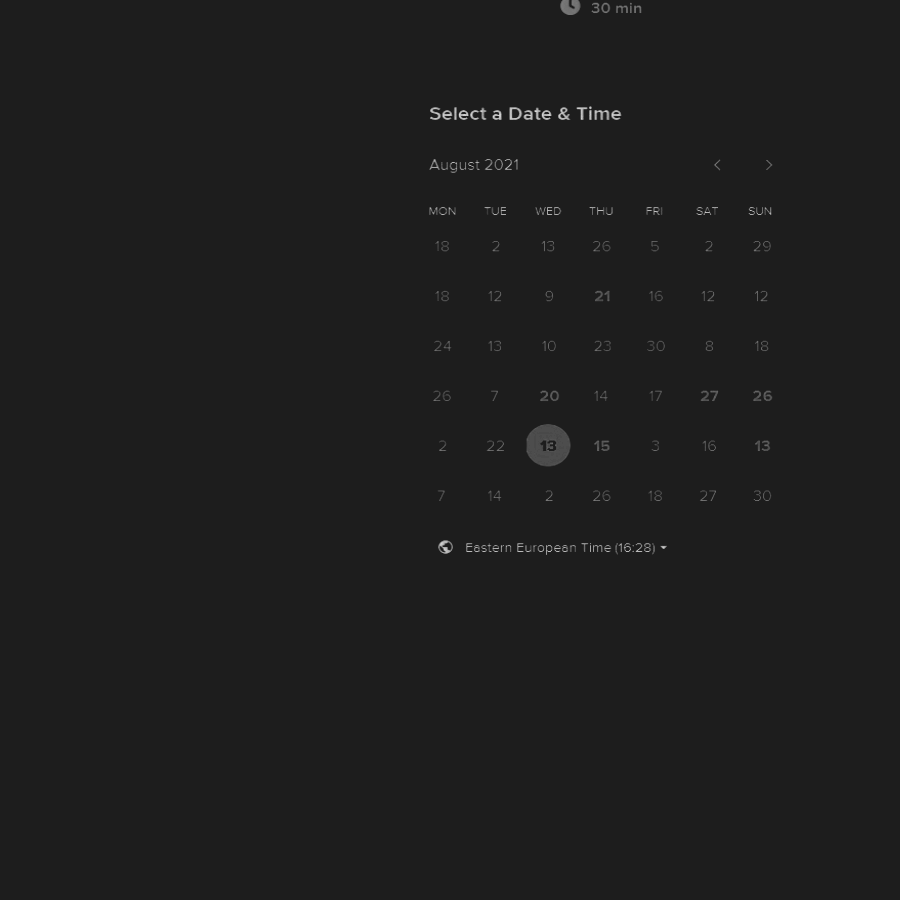 30 min
Select a Date & Time
August 2021
MON TUE WED THU FRI SAT SUN
18 2 13 26 5 2 29
18 12 9 21 16 12 12
24 13 10 23 30 8 18
26 7 20 14 17 27 26
2 22 13 15 3 16 13
7 14 2 26 18 27 30
Eastern European Time (16:28)